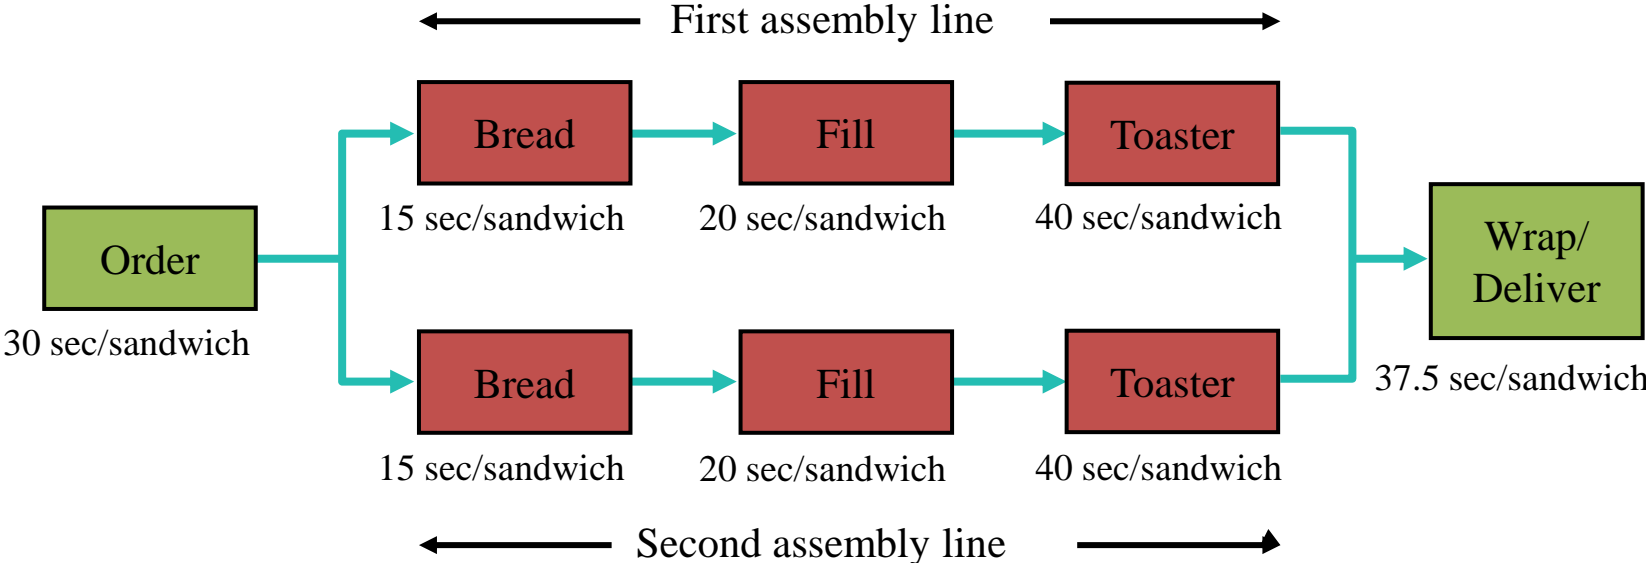 First assembly line
Bread
Fill
Toaster
15 sec/sandwich
20 sec/sandwich
40 sec/sandwich
Order
30 sec/sandwich
Wrap/
Deliver
37.5 sec/sandwich
Bread
Fill
Toaster
15 sec/sandwich
20 sec/sandwich
40 sec/sandwich
Second assembly line